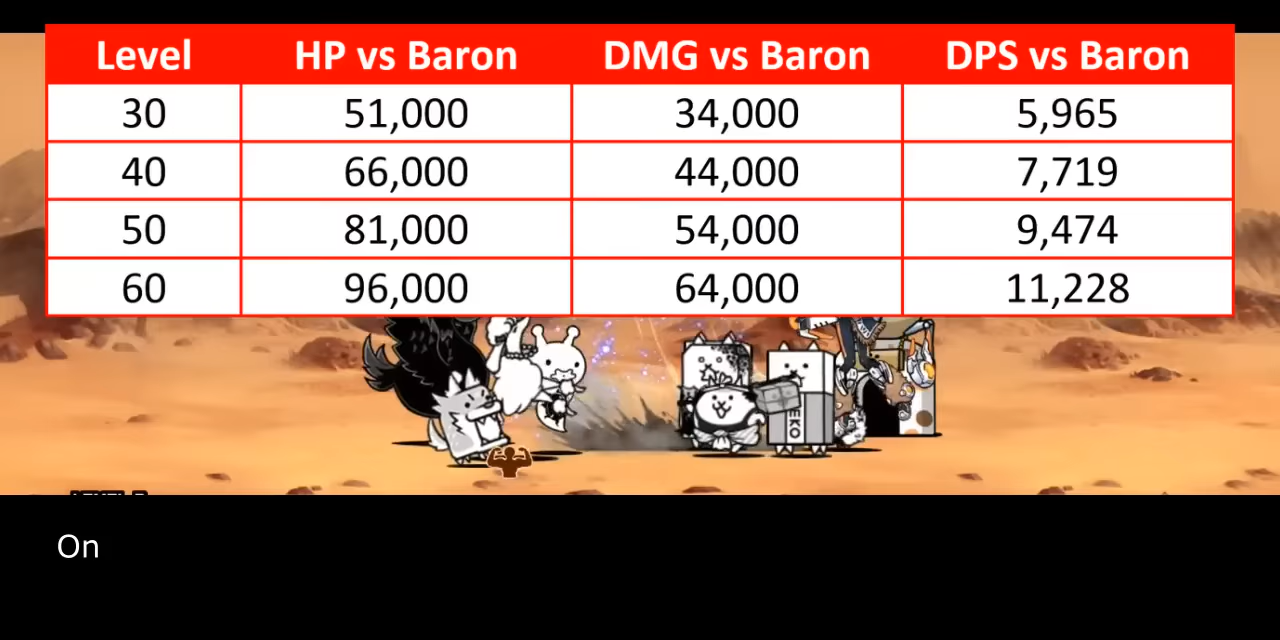 Level HP vs Baron DMG vs Baron DPS vs Baron
30 51,000 34,000 5,965
40 66,000 44,000 7,719
50 81,000 54,000 9,474
60 96,000 64,000 11,228
NEKO
On